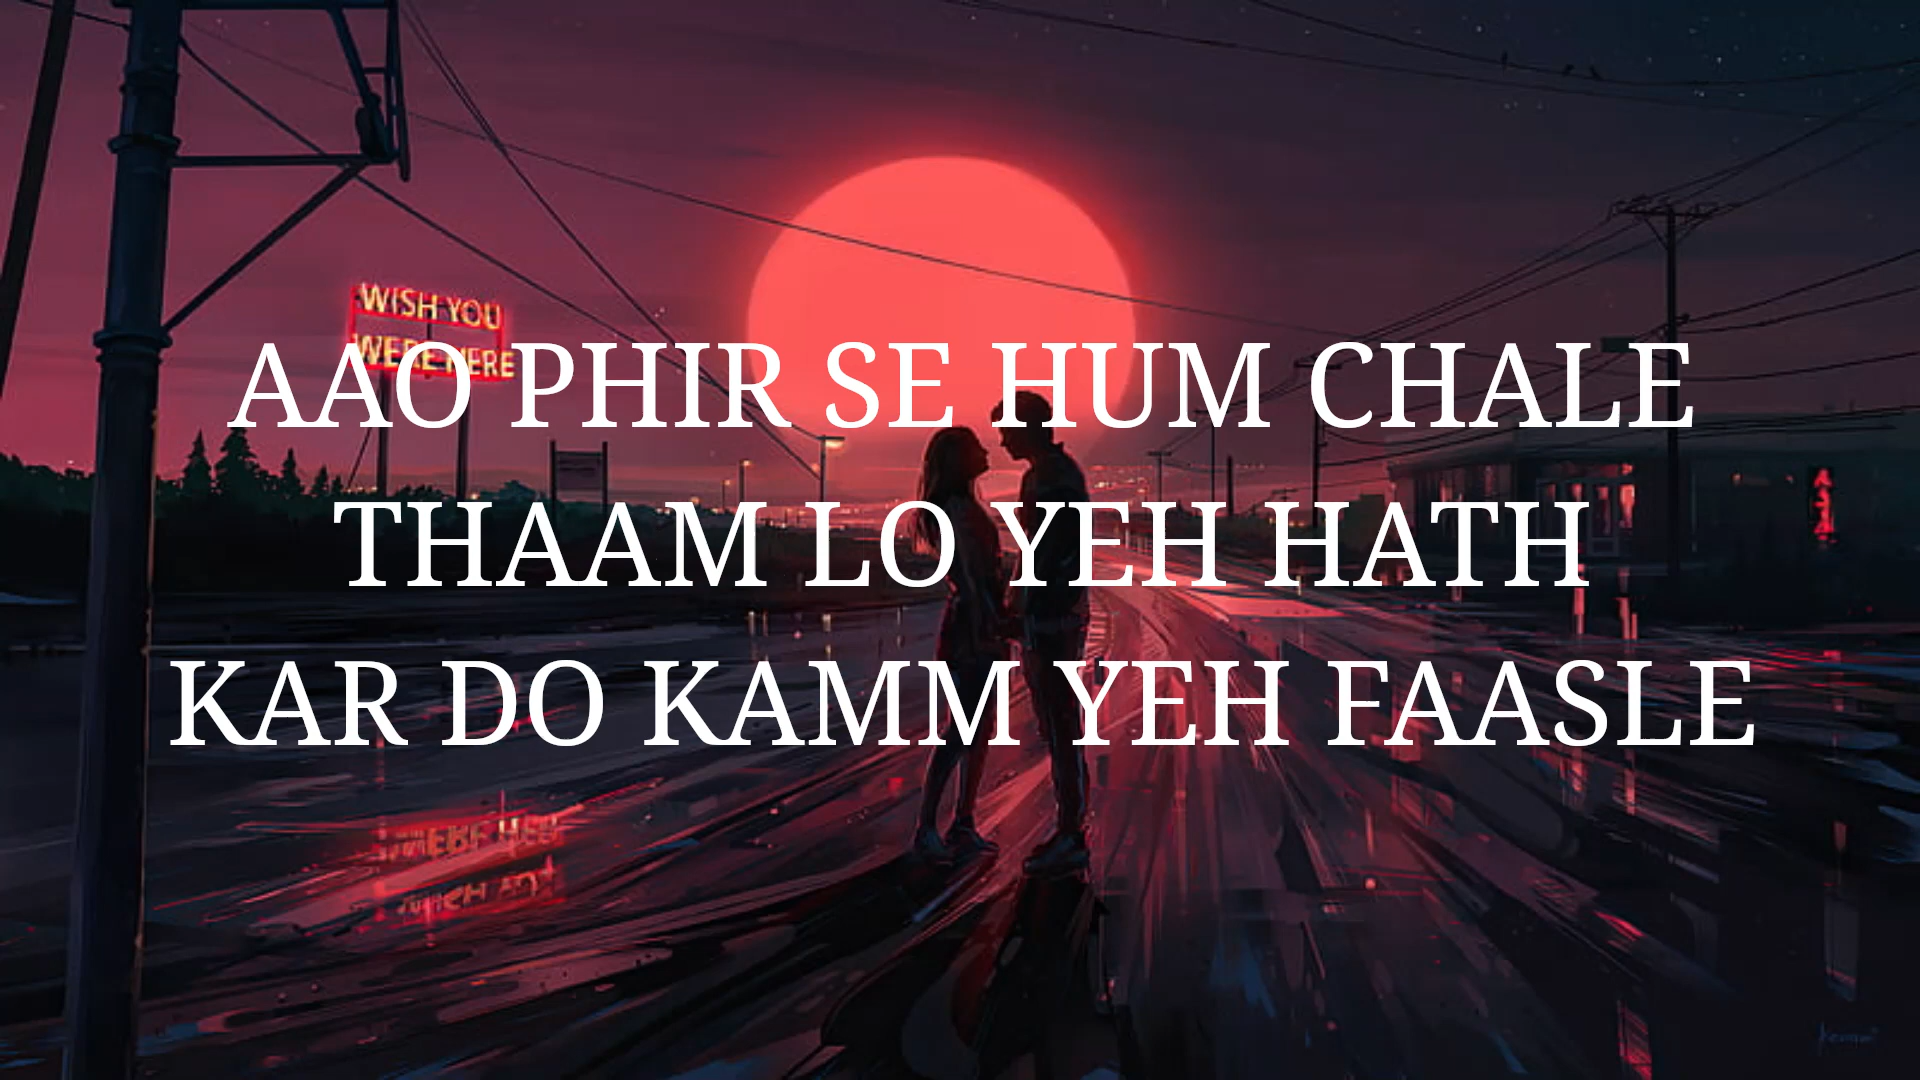 WISH YOU
WERE HERE
AAO PHIR SE HUM CHALE
THAAM LO YEH HATH
KAR DO KAMM YEH FAASLE